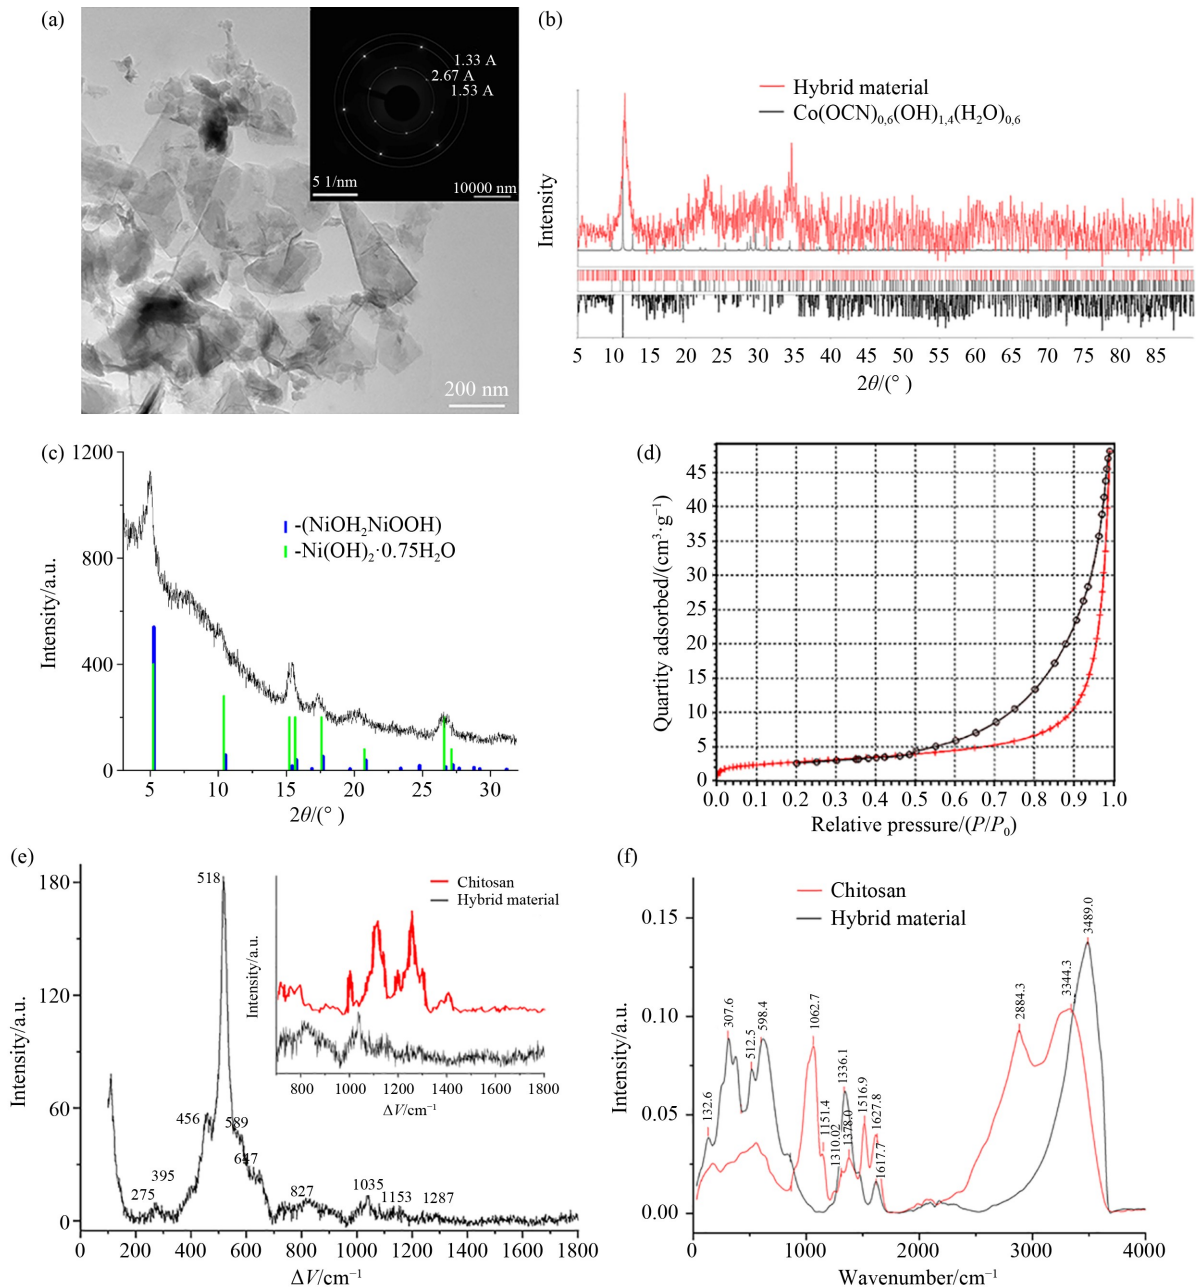 (a)
1.33 A
2.67 A
1.53 A
5 1/nm
10000 nm
200 nm
(b)
Hybrid material
Co(OCN)0,6(OH)1,4(H2O)0,6
Intensity
5 10 15 20 25 30 35 40 45 50 55 60 65 70 75 80 85
2θ/(° )
(c)
1200
800
400
0
Intensity/a.u.
-(NiOH2NiOOH)
-Ni(OH)2·0.75H2O
5 10 15 20 25 30
2θ/(° )
(d)
45
40
35
30
25
20
15
10
5
0
Quartity adsorbed/(cm3·g−1)
0.0 0.1 0.2 0.3 0.4 0.5 0.6 0.7 0.8 0.9 1.0
Relative pressure/(P/P0)
(e)
180
120
60
0
Intensity/a.u.
518
456
589
647
395
275
827
1035
1153
1287
Chitosan
Hybrid material
Intensity/a.u.
800 1000 1200 1400 1600 1800
ΔV/cm−1
0 200 400 600 800 1000 1200 1400 1600 1800
ΔV/cm−1
(f)
Chitosan
Hybrid material
0.15
0.10
0.05
0.00
Intensity/a.u.
132.6
307.6
512.5
598.4
1062.7
1151.4
1310.02
1336.1
1378.0
1516.9
1627.8
1617.7
2884.3
3344.3
3489.0
0 1000 2000 3000 4000
Wavenumber/cm−1